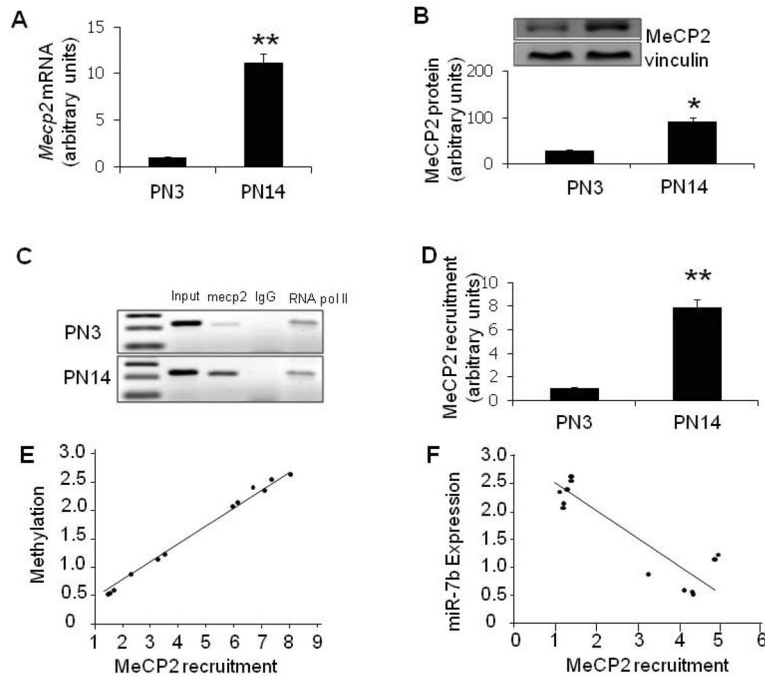 A
Mecp2 mRNA
(arbitrary units)
15
10
5
0
**
PN3
PN14
B
MeCP2
vinculin
MeCP2 protein
(arbitrary units)
200
100
0
*
PN3
PN14
C
Input mecp2 IgG RNA pol II
PN3
PN14
D
MeCP2 recruitment
(arbitrary units)
10
8
6
4
2
0
**
PN3
PN14
E
Methylation
3.0
2.5
2.0
1.5
1.0
0.5
0
1 2 3 4 5 6 7 8 9
MeCP2 recruitment
F
miR-7b Expression
3.0
2.5
2.0
1.5
1.0
0.5
0
0 1 2 3 4 5 6
MeCP2 recruitment